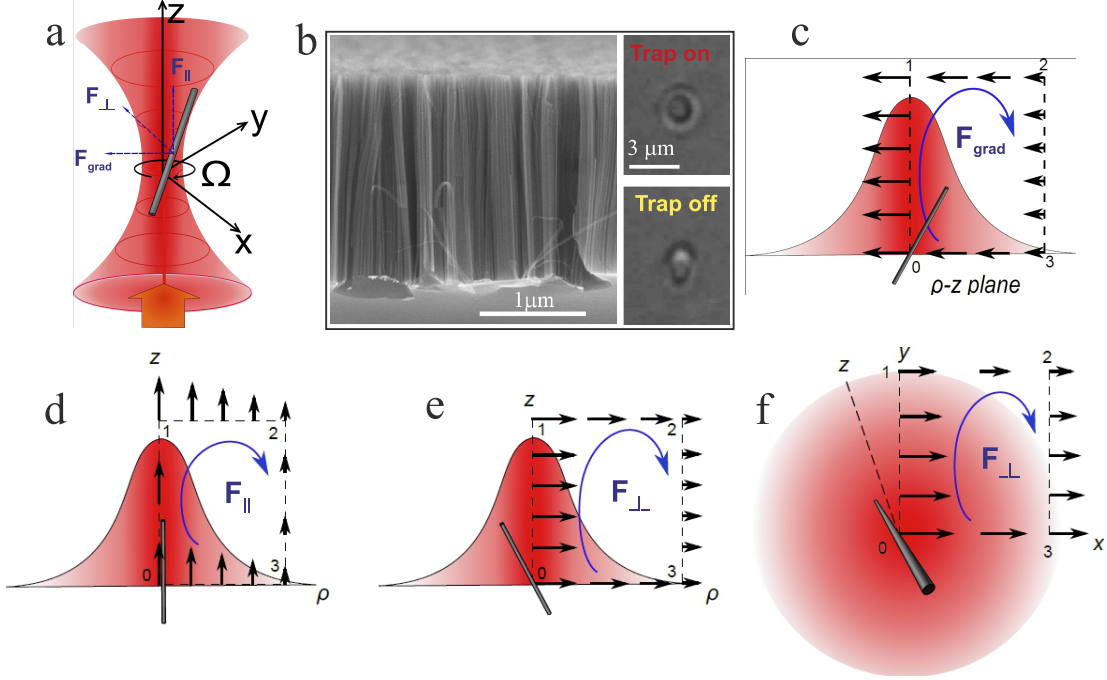 a
z
F∥
F⊥
y
Fgrad
Ω
x
b
Trap on
3 μm
Trap off
1μm
c
1
2
Fgrad
0
3
ρ-z plane
d
z
1
2
F∥
0
3
ρ
e
z
1
2
F⊥
0
3
ρ
f
z
y
1
2
F⊥
0
3
x